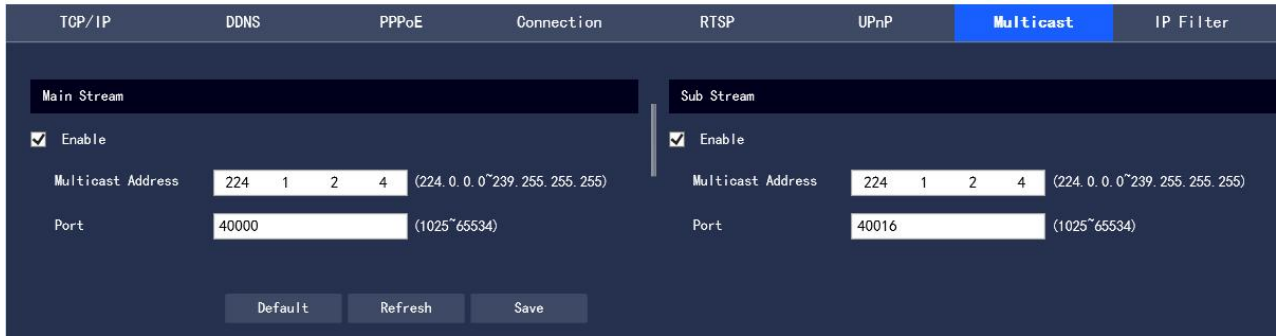 TCP/IP DDNS PPPoE Connection RTSP UPnP Multicast IP Filter
Main Stream
Enable
Multicast Address 224 1 2 4 (224.0.0.0~239.255.255.255)
Port 40000 (1025~65534)
Default Refresh Save
Sub Stream
Enable
Multicast Address 224 1 2 4 (224.0.0.0~239.255.255.255)
Port 40016 (1025~65534)